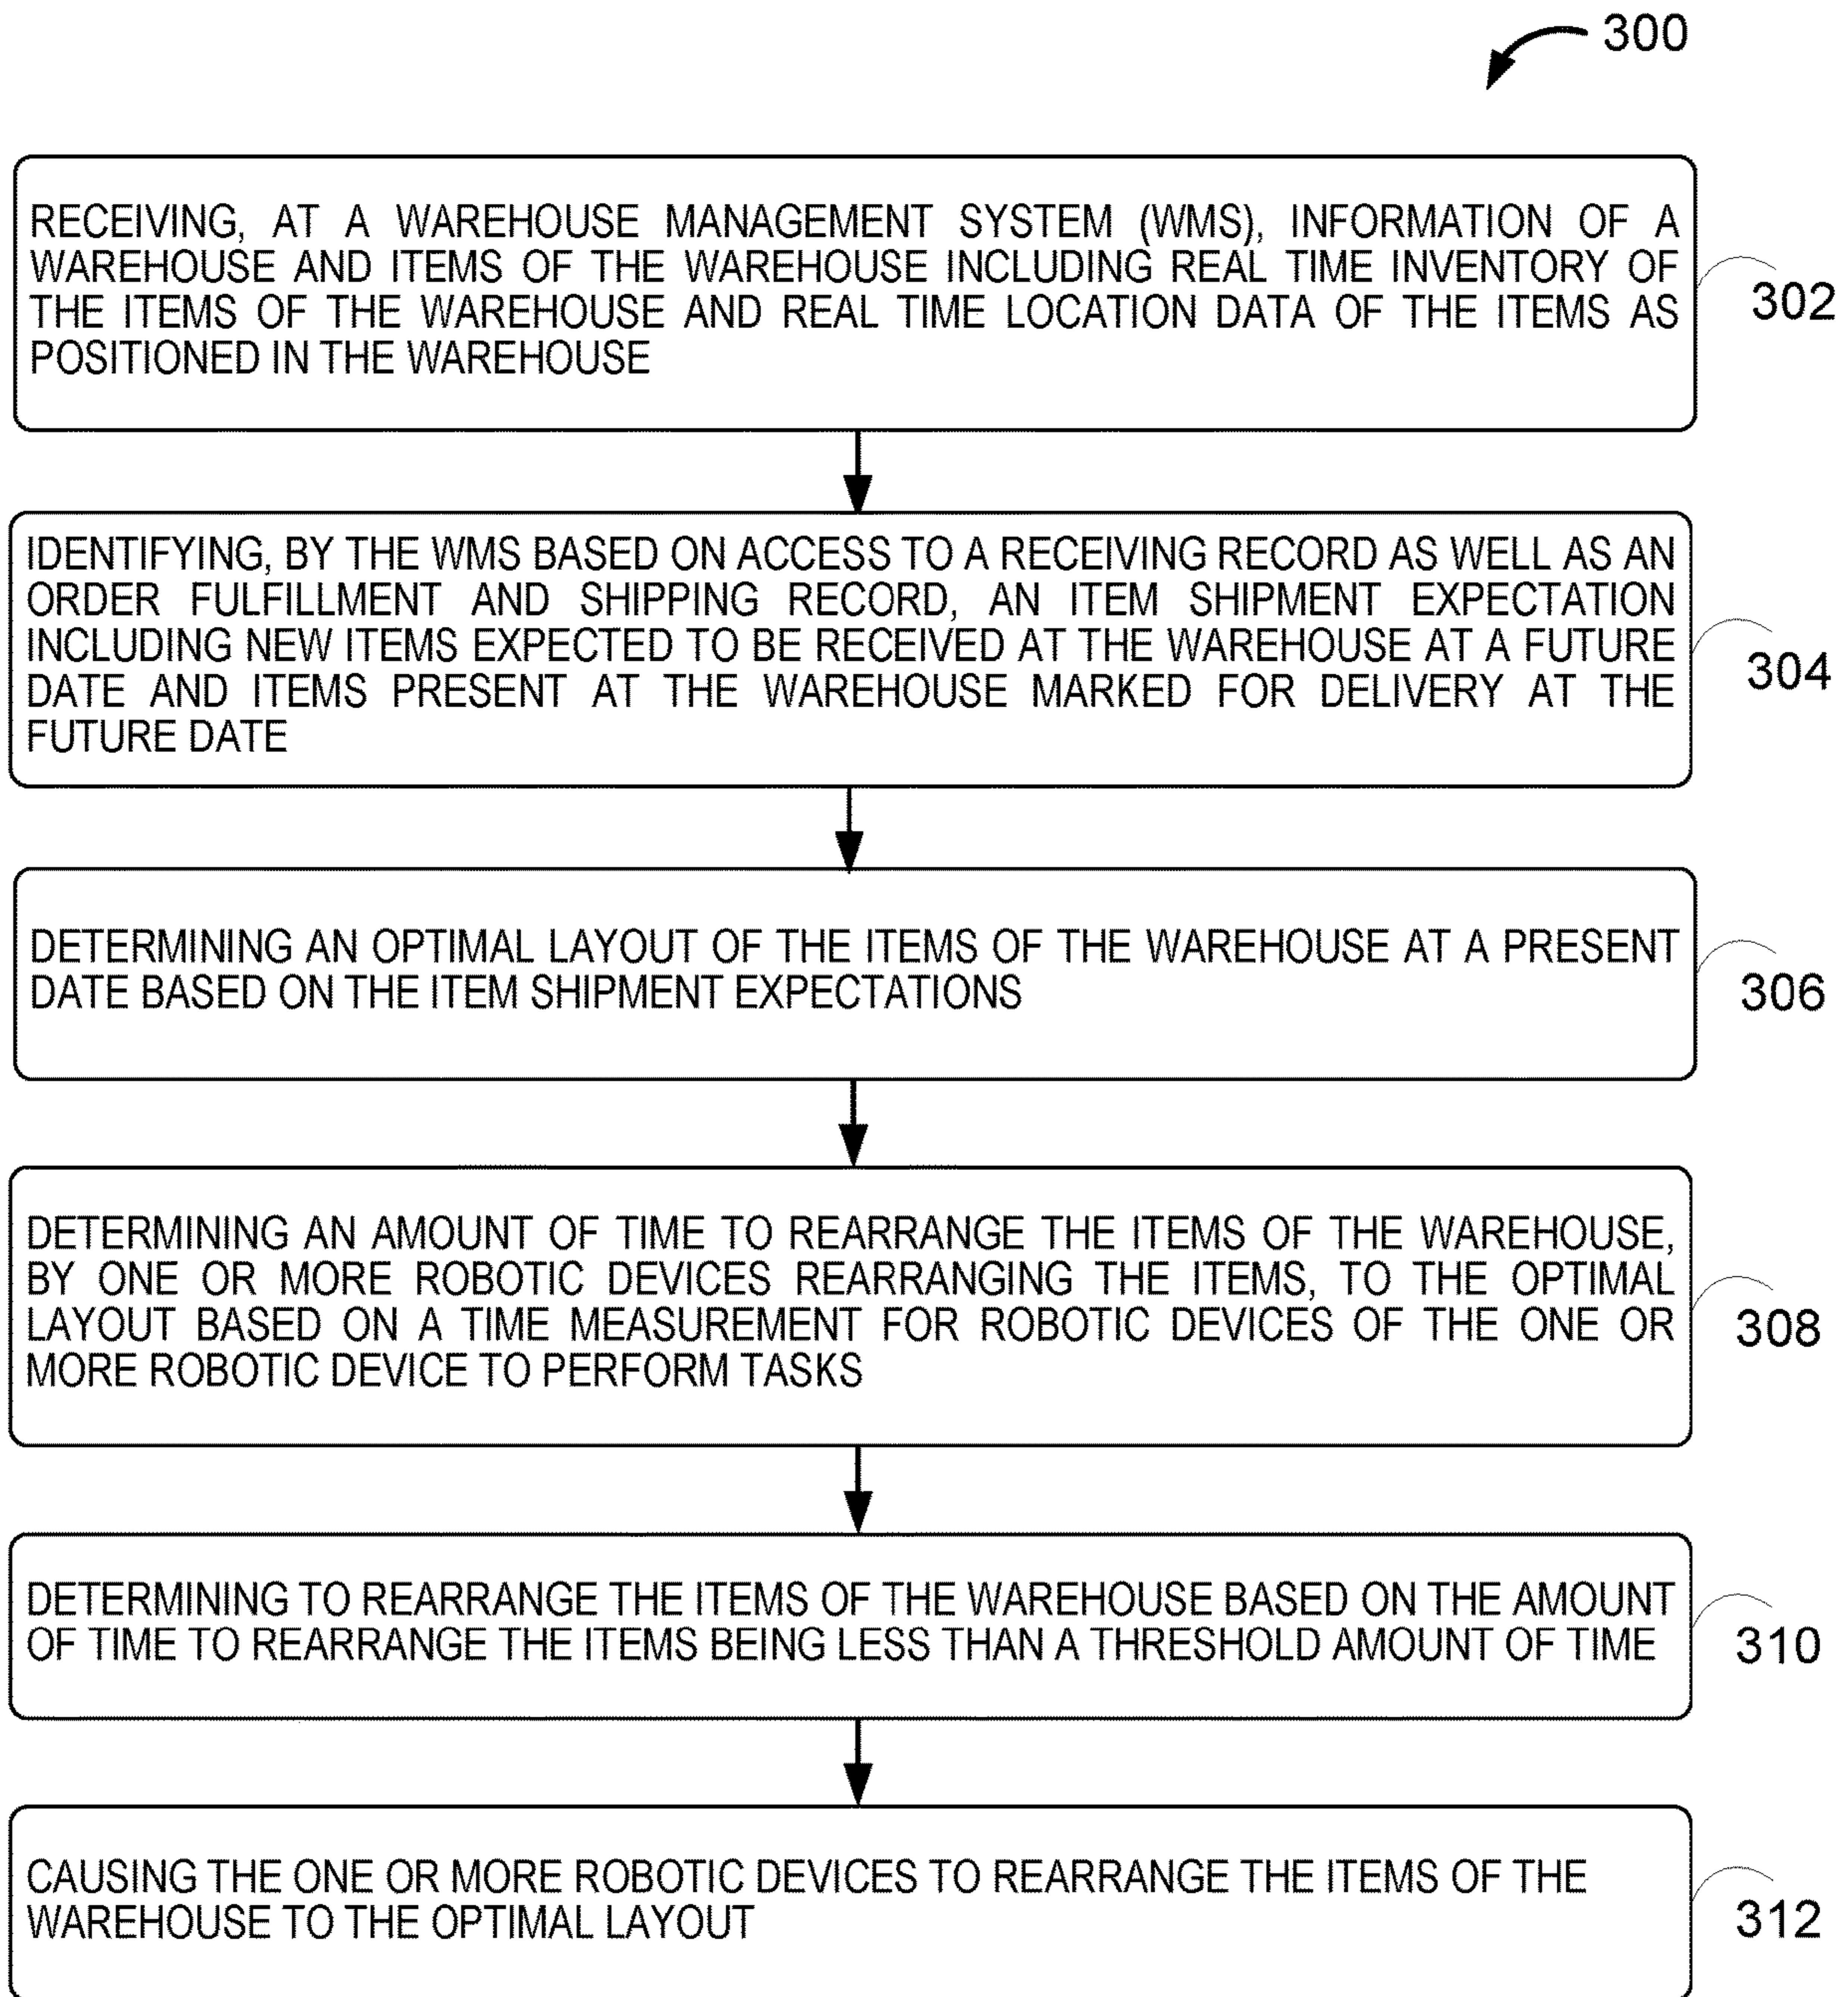 300
RECEIVING, AT A WAREHOUSE MANAGEMENT SYSTEM (WMS), INFORMATION OF A
WAREHOUSE AND ITEMS OF THE WAREHOUSE INCLUDING REAL TIME INVENTORY OF
THE ITEMS OF THE WAREHOUSE AND REAL TIME LOCATION DATA OF THE ITEMS AS
POSITIONED IN THE WAREHOUSE
302
IDENTIFYING, BY THE WMS BASED ON ACCESS TO A RECEIVING RECORD AS WELL AS AN
ORDER FULFILLMENT AND SHIPPING RECORD, AN ITEM SHIPMENT EXPECTATION
INCLUDING NEW ITEMS EXPECTED TO BE RECEIVED AT THE WAREHOUSE AT A FUTURE
DATE AND ITEMS PRESENT AT THE WAREHOUSE MARKED FOR DELIVERY AT THE
FUTURE DATE
304
DETERMINING AN OPTIMAL LAYOUT OF THE ITEMS OF THE WAREHOUSE AT A PRESENT
DATE BASED ON THE ITEM SHIPMENT EXPECTATIONS
306
DETERMINING AN AMOUNT OF TIME TO REARRANGE THE ITEMS OF THE WAREHOUSE,
BY ONE OR MORE ROBOTIC DEVICES REARRANGING THE ITEMS, TO THE OPTIMAL
LAYOUT BASED ON A TIME MEASUREMENT FOR ROBOTIC DEVICES OF THE ONE OR
MORE ROBOTIC DEVICE TO PERFORM TASKS
308
DETERMINING TO REARRANGE THE ITEMS OF THE WAREHOUSE BASED ON THE AMOUNT
OF TIME TO REARRANGE THE ITEMS BEING LESS THAN A THRESHOLD AMOUNT OF TIME
310
CAUSING THE ONE OR MORE ROBOTIC DEVICES TO REARRANGE THE ITEMS OF THE
WAREHOUSE TO THE OPTIMAL LAYOUT
312